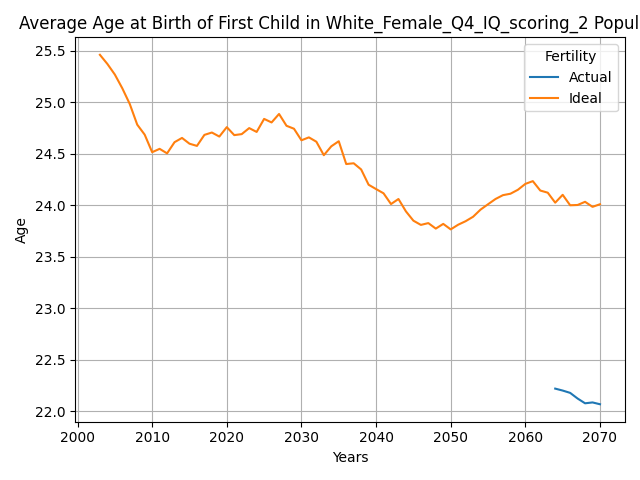 Average Age at Birth of First Child in White_Female_Q4_IQ_scoring_2 Popul
25.5
25.0
24.5
24.0
23.5
23.0
22.5
22.0
Age
Fertility
Actual
Ideal
2000 2010 2020 2030 2040 2050 2060 2070
Years